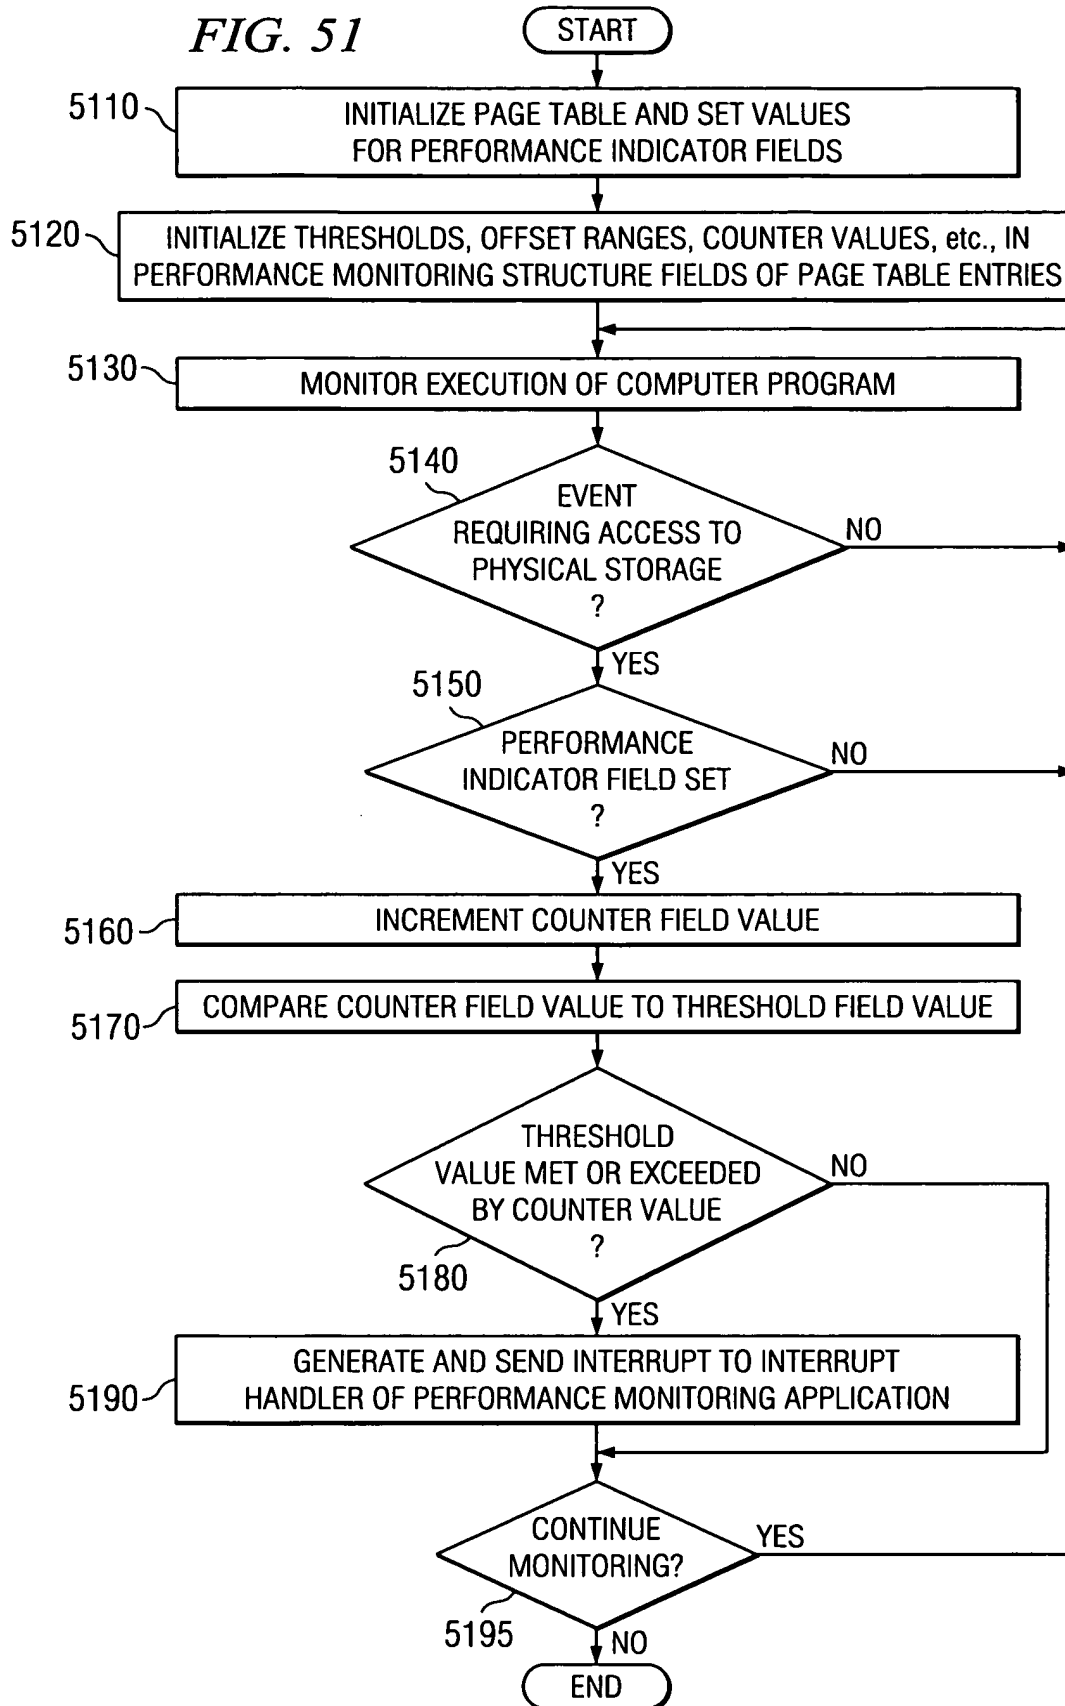 FIG. 51
START
5110
INITIALIZE PAGE TABLE AND SET VALUES
FOR PERFORMANCE INDICATOR FIELDS
5120
INITIALIZE THRESHOLDS, OFFSET RANGES, COUNTER VALUES, etc., IN
PERFORMANCE MONITORING STRUCTURE FIELDS OF PAGE TABLE ENTRIES
5130
MONITOR EXECUTION OF COMPUTER PROGRAM
5140
EVENT
REQUIRING ACCESS TO
PHYSICAL STORAGE
?
NO
YES
5150
PERFORMANCE
INDICATOR FIELD SET
?
NO
YES
5160
INCREMENT COUNTER FIELD VALUE
5170
COMPARE COUNTER FIELD VALUE TO THRESHOLD FIELD VALUE
THRESHOLD
VALUE MET OR EXCEEDED
BY COUNTER VALUE
?
NO
5180
YES
5190
GENERATE AND SEND INTERRUPT TO INTERRUPT
HANDLER OF PERFORMANCE MONITORING APPLICATION
CONTINUE
MONITORING?
YES
5195
NO
END